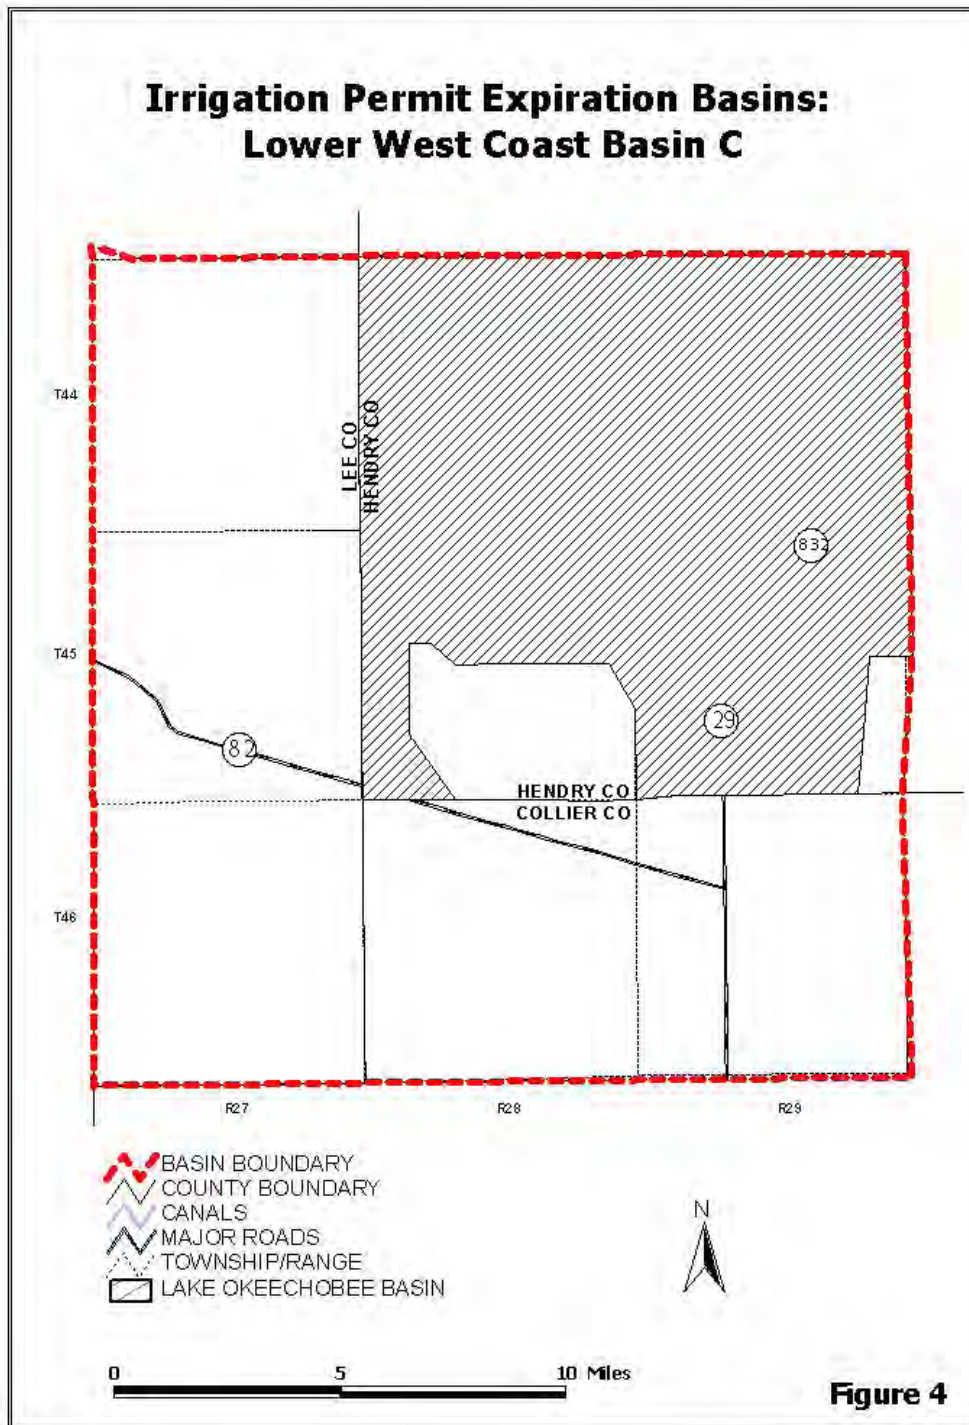 Irrigation Permit Expiration Basins:
Lower West Coast Basin C
T44
LEE CO
HENDRY CO
832
T45
29
82
HENDRY CO
COLLIER CO
T46
R27
R28
R29
BASIN BOUNDARY
COUNTY BOUNDARY
CANALS
MAJOR ROADS
TOWNSHIP/RANGE
LAKE OKEECHOBEE BASIN
N
0 5 10 Miles
Figure 4